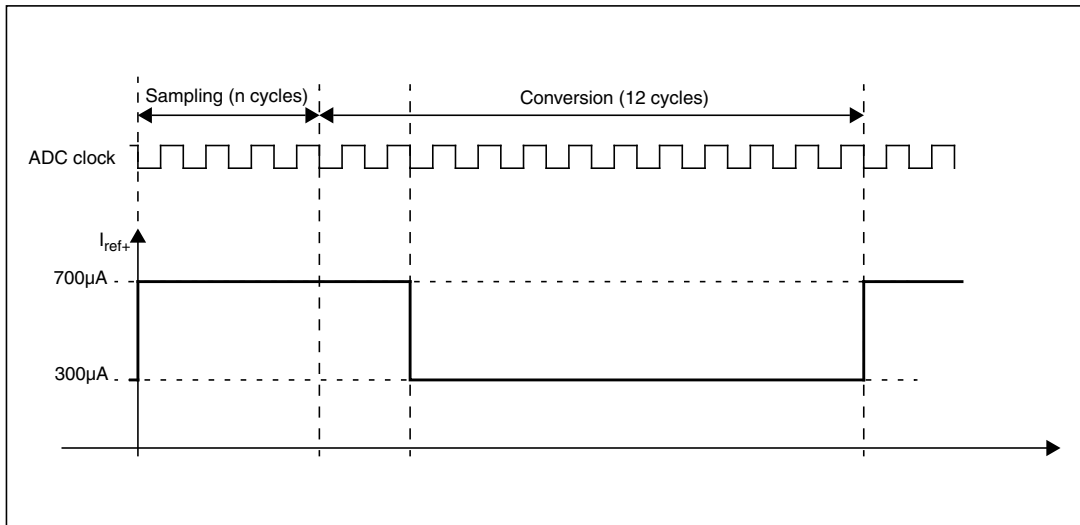 Sampling (n cycles)
Conversion (12 cycles)
ADC clock
Iref+
700µA
300µA